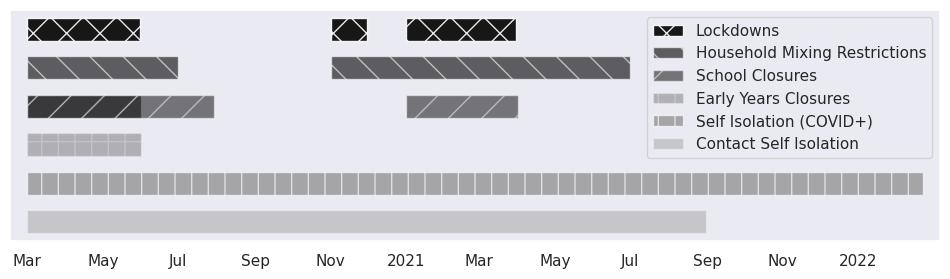 Lockdowns
Household Mixing Restrictions
School Closures
Early Years Closures
Self Isolation (COVID+)
Contact Self Isolation
Mar May Jul Sep Nov 2021 Mar May Jul Sep Nov 2022